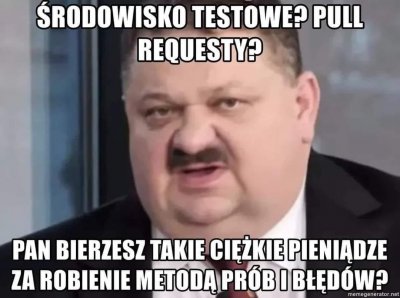 ŚRODOWISKO TESTOWE? PULL
REQUESTY?
PAN BIERZESZ TAKIE CIĘŻKIE PIENIĄDZE
ZA ROBIENIE METODĄ PRÓB I BŁĘDÓW?
memegenerator.net